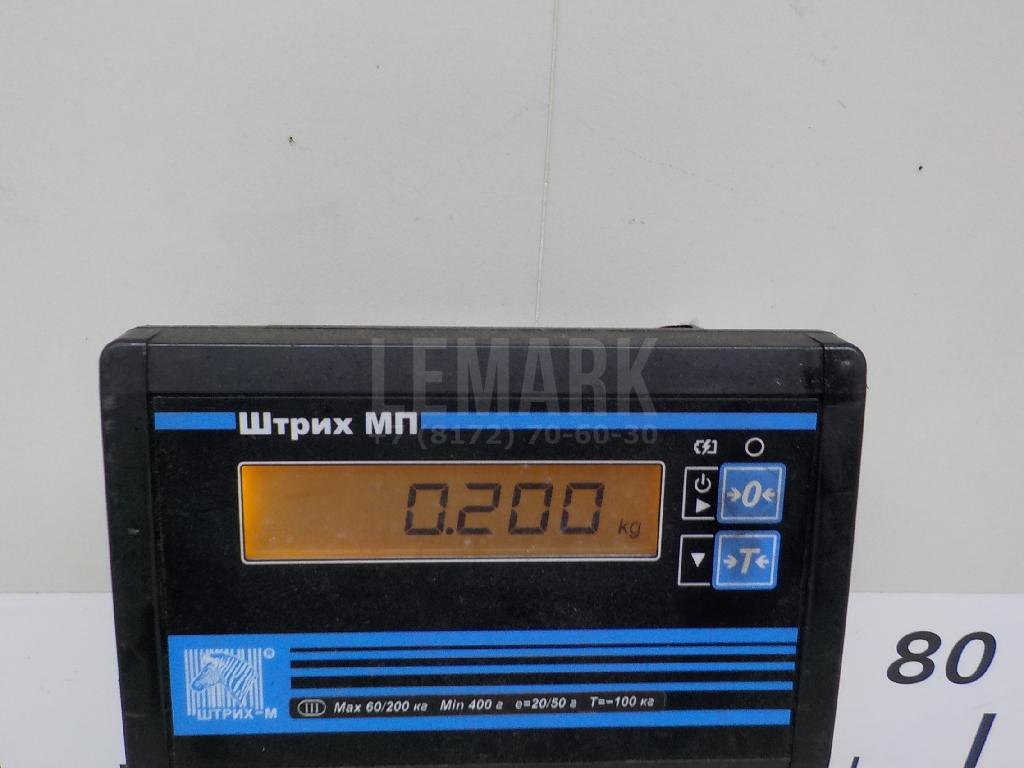 LEMARK
+7 (8172) 70-60-30
Штрих МП
0.200 kg
→0←
→T←
®
ШТРИХ-М
III Max 60/200 кг Min 400 г e=20/50 г T=-100 кг
80